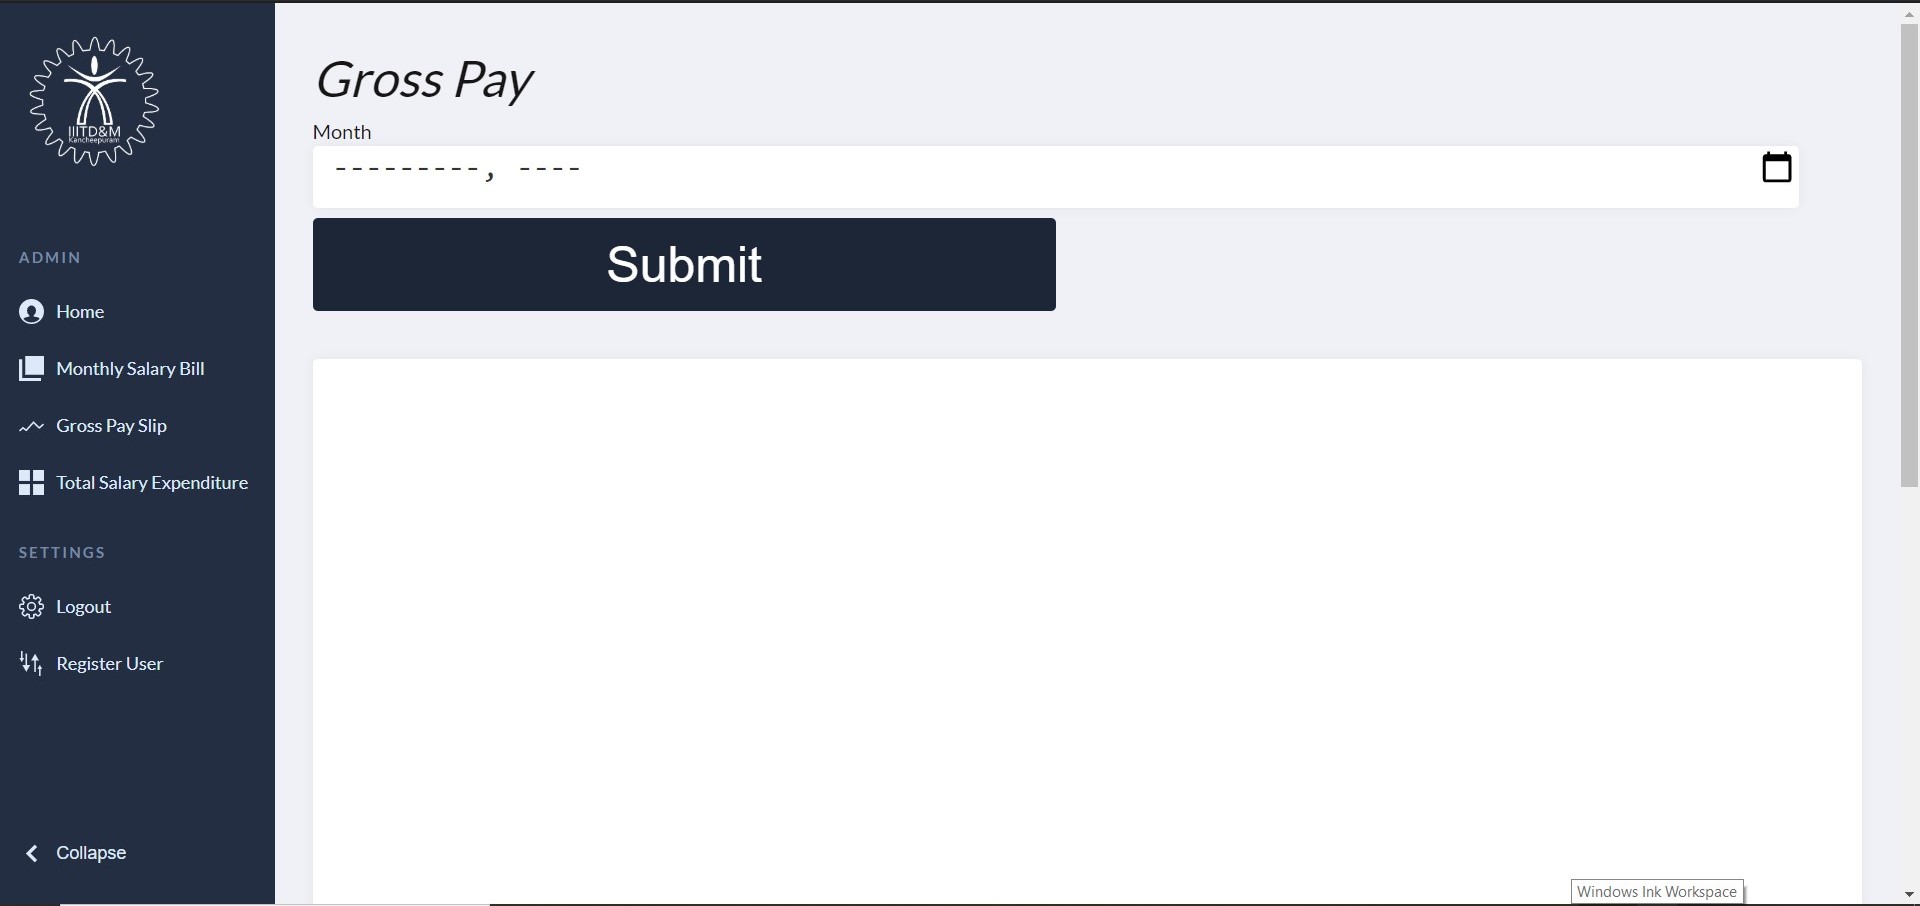 IIITD&M
Kancheepuram
ADMIN
Home
Monthly Salary Bill
Gross Pay Slip
Total Salary Expenditure
SETTINGS
Logout
Register User
Collapse
Gross Pay
Month
---------, ----
Submit
Windows Ink Workspace